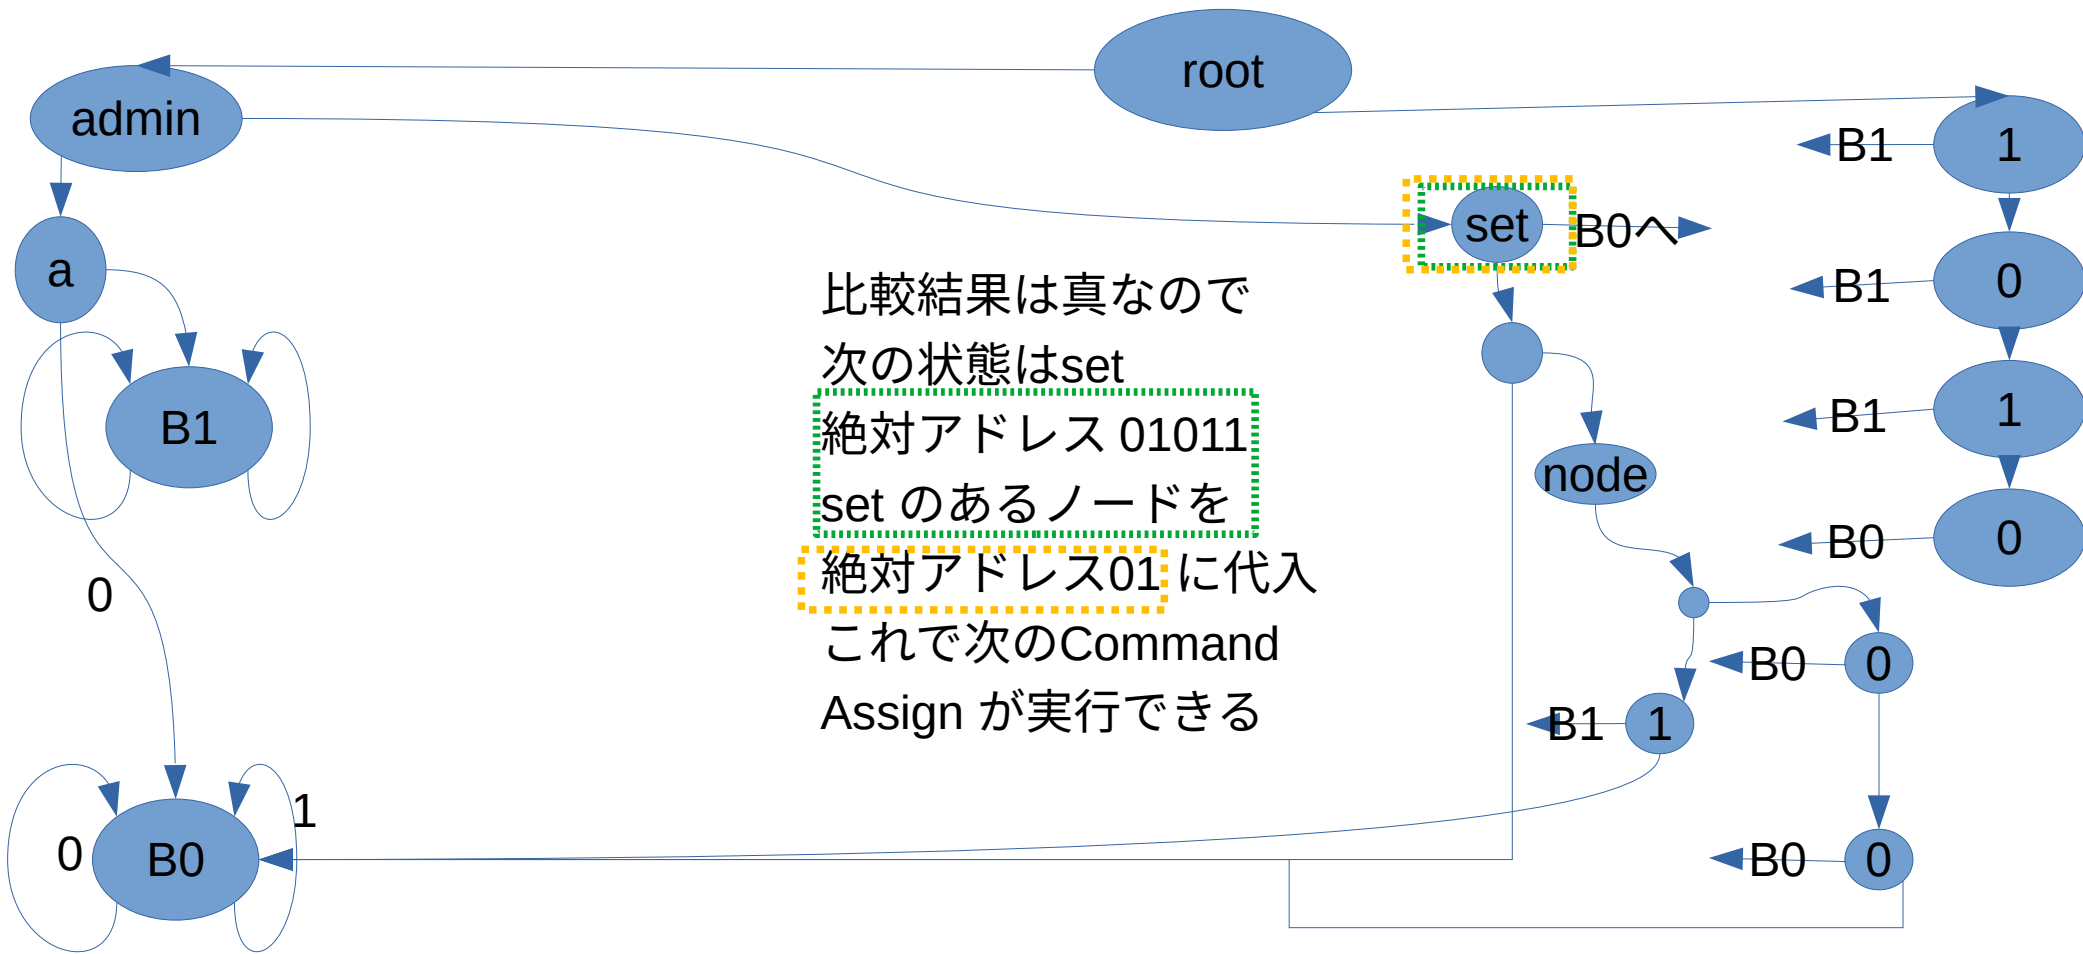 root
admin
1
B1
set
B0へ
a
0
B1
比較結果は真なので
次の状態はset
1
B1
B1
絶対アドレス 01011
node
set のあるノードを
0
B0
絶対アドレス01 に代入
0
これで次のCommand
0
B0
Assign が実行できる
1
B1
1
0
B0
0
B0